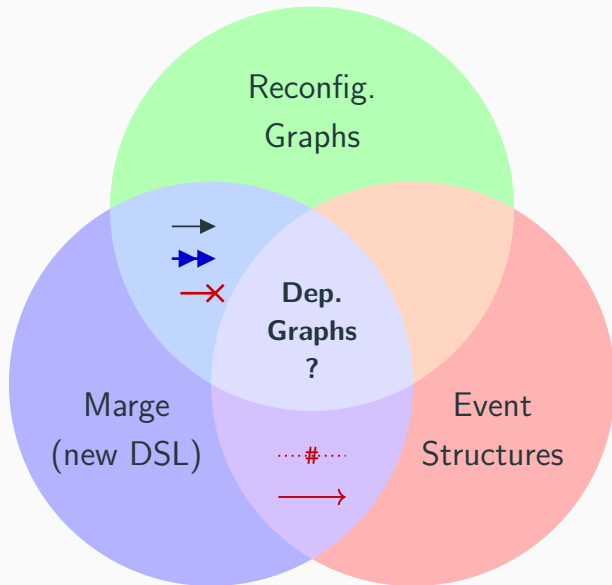 Reconfig.
Graphs
Dep.
Graphs
?
Marge
(new DSL)
Event
Structures
#